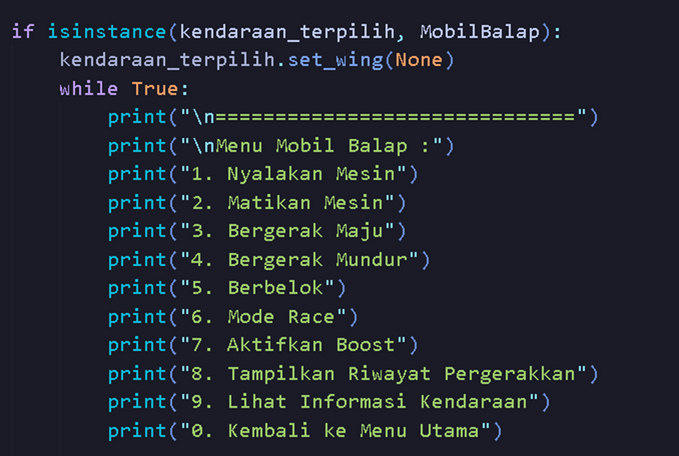 if isinstance(kendaraan_terpilih, MobilBalap):
    kendaraan_terpilih.set_wing(None)
    while True:
        print("\n==============================")
        print("\nMenu Mobil Balap :")
        print("1. Nyalakan Mesin")
        print("2. Matikan Mesin")
        print("3. Bergerak Maju")
        print("4. Bergerak Mundur")
        print("5. Berbelok")
        print("6. Mode Race")
        print("7. Aktifkan Boost")
        print("8. Tampilkan Riwayat Pergerakkan")
        print("9. Lihat Informasi Kendaraan")
        print("0. Kembali ke Menu Utama")